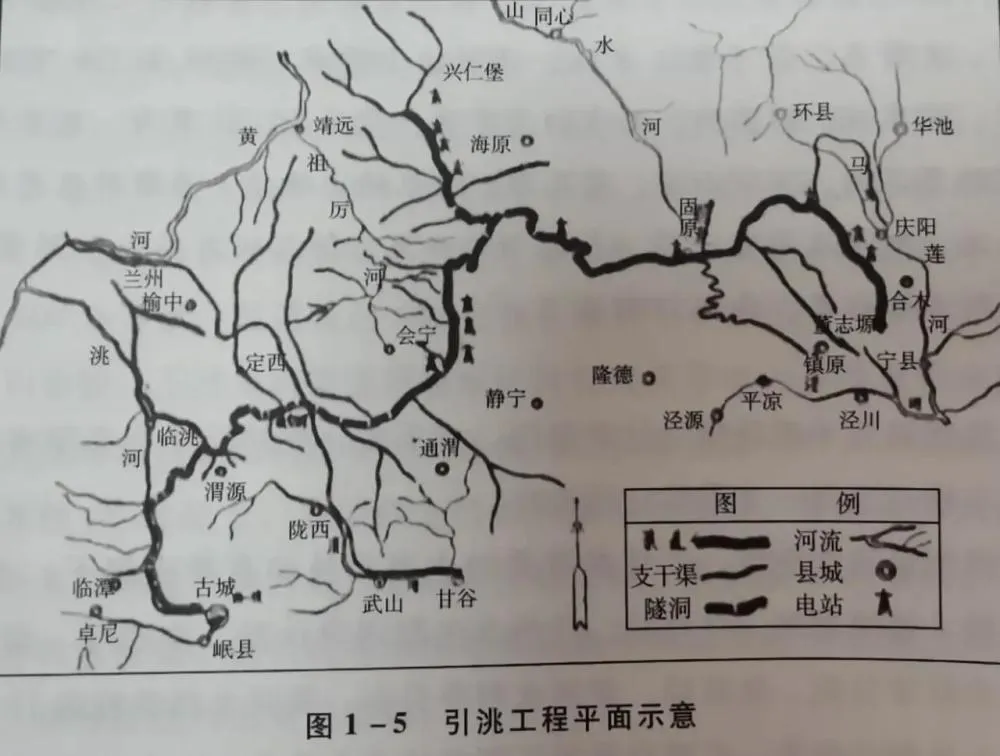 山
同心
水
河
兴仁堡
海原
环县
华池
黄
靖远
祖
厉
河
马
固原
庆阳
莲
河
河
兰州
榆中
合水
董志塬
会宁
定西
镇原
宁县
洮
静宁
隆德
平凉
泾源
泾川
临洮
河
通渭
渭源
陇西
临潭
古城
武山
甘谷
卓尼
岷县
图 例
河流
支干渠 县城
隧洞 电站
图 1-5 引洮工程平面示意